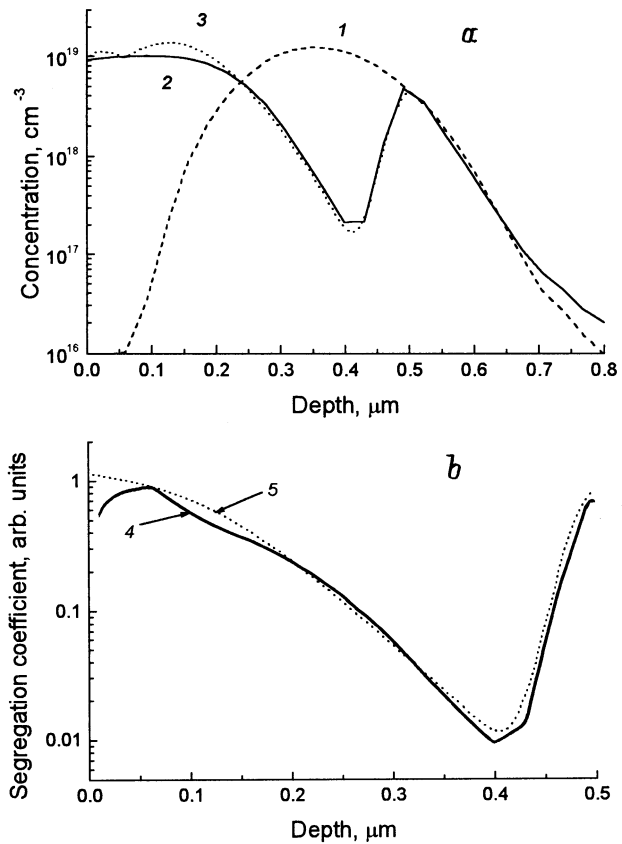 3 1 a
10^19
2
Concentration, cm^-3
10^18
10^17
10^16
0.0 0.1 0.2 0.3 0.4 0.5 0.6 0.7 0.8
Depth, μm
b
1
5
4
Segregation coefficient, arb. units
0.1
0.01
0.0 0.1 0.2 0.3 0.4 0.5
Depth, μm